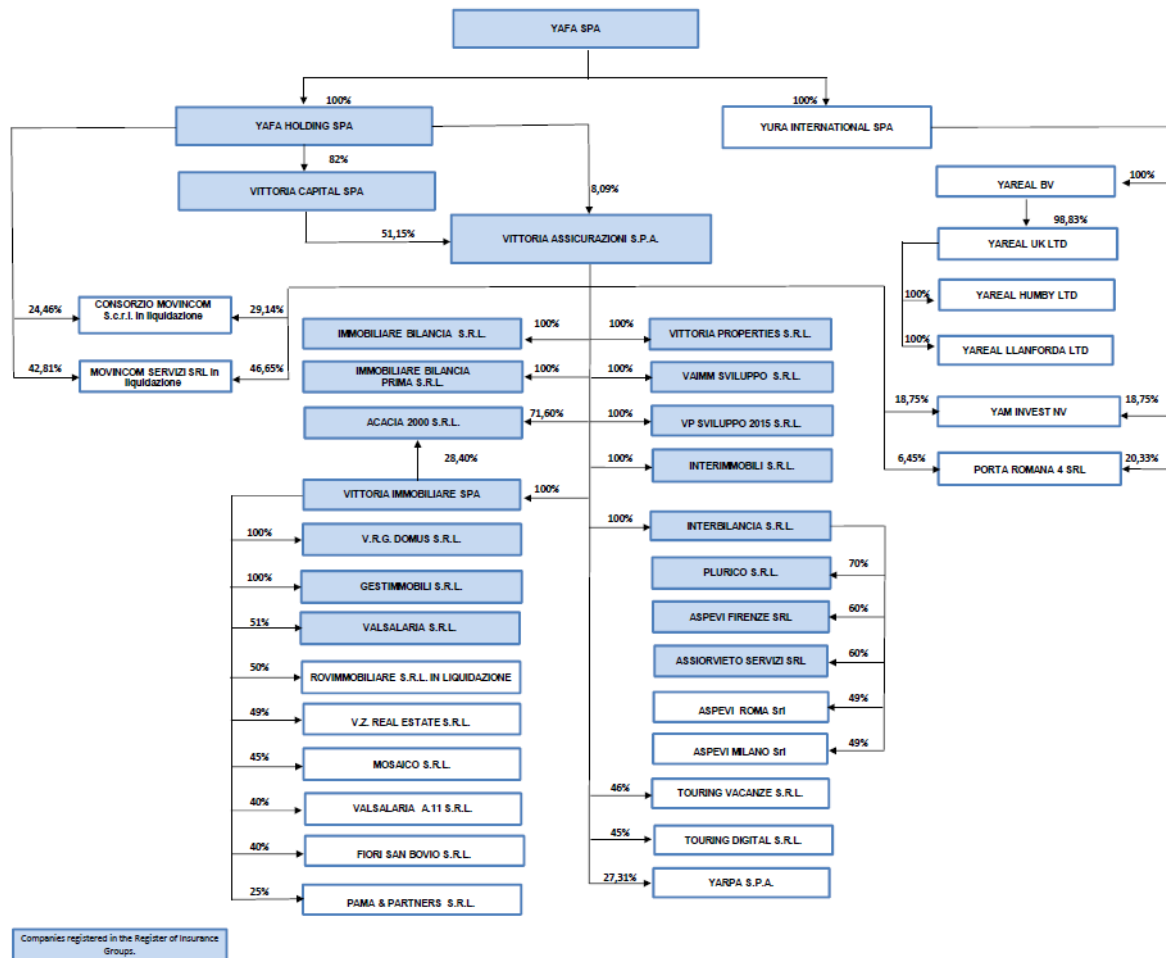 YAFA SPA
100%
100%
YAFA HOLDING SPA
YURA INTERNATIONAL SPA
82%
VITTORIA CAPITAL SPA
8,09%
51,15%
VITTORIA ASSICURAZIONI S.P.A.
YAREAL BV
100%
98,83%
YAREAL UK LTD
100%
YAREAL HUMBY LTD
100%
YAREAL LLANFORDA LTD
24,46%
CONSORZIO MOVINCOM
S.c.r.l. in liquidazione
29,14%
42,81%
MOVINCOM SERVIZI SRL in
liquidazione
46,65%
18,75%
YAM INVEST NV
18,75%
6,45%
PORTA ROMANA 4 SRL
20,33%
IMMOBILIARE BILANCIA S.R.L.
100%
100%
VITTORIA PROPERTIES S.R.L.
IMMOBILIARE BILANCIA
PRIMA S.R.L.
100%
100%
VAIMM SVILUPPO S.R.L.
ACACIA 2000 S.R.L.
71,60%
100%
VP SVILUPPO 2015 S.R.L.
28,40%
100%
INTERIMMOBILI S.R.L.
VITTORIA IMMOBILIARE SPA
100%
100%
INTERBILANCIA S.R.L.
100%
V.R.G. DOMUS S.R.L.
100%
GESTIMMOBILI S.R.L.
51%
VALSALARIA S.R.L.
50%
ROVIMMOBILIARE S.R.L. IN LIQUIDAZIONE
49%
V.Z. REAL ESTATE S.R.L.
45%
MOSAICO S.R.L.
40%
VALSALARIA A.11 S.R.L.
40%
FIORI SAN BOVIO S.R.L.
25%
PAMA & PARTNERS S.R.L.
PLURICO S.R.L.
70%
ASPEVI FIRENZE SRL
60%
ASSIORVIETO SERVIZI SRL
60%
ASPEVI ROMA Srl
49%
ASPEVI MILANO Srl
49%
46%
TOURING VACANZE S.R.L.
45%
TOURING DIGITAL S.R.L.
27,31%
YARPA S.P.A.
Companies registered in the Register of Insurance
Groups.